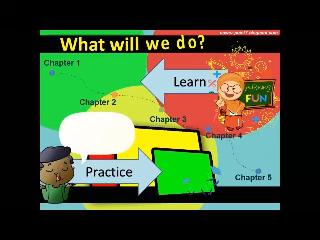 What will we do?
Chapter 1
Learn
Chapter 2
FUN
Chapter 3
Chapter 4
Practice
Chapter 5